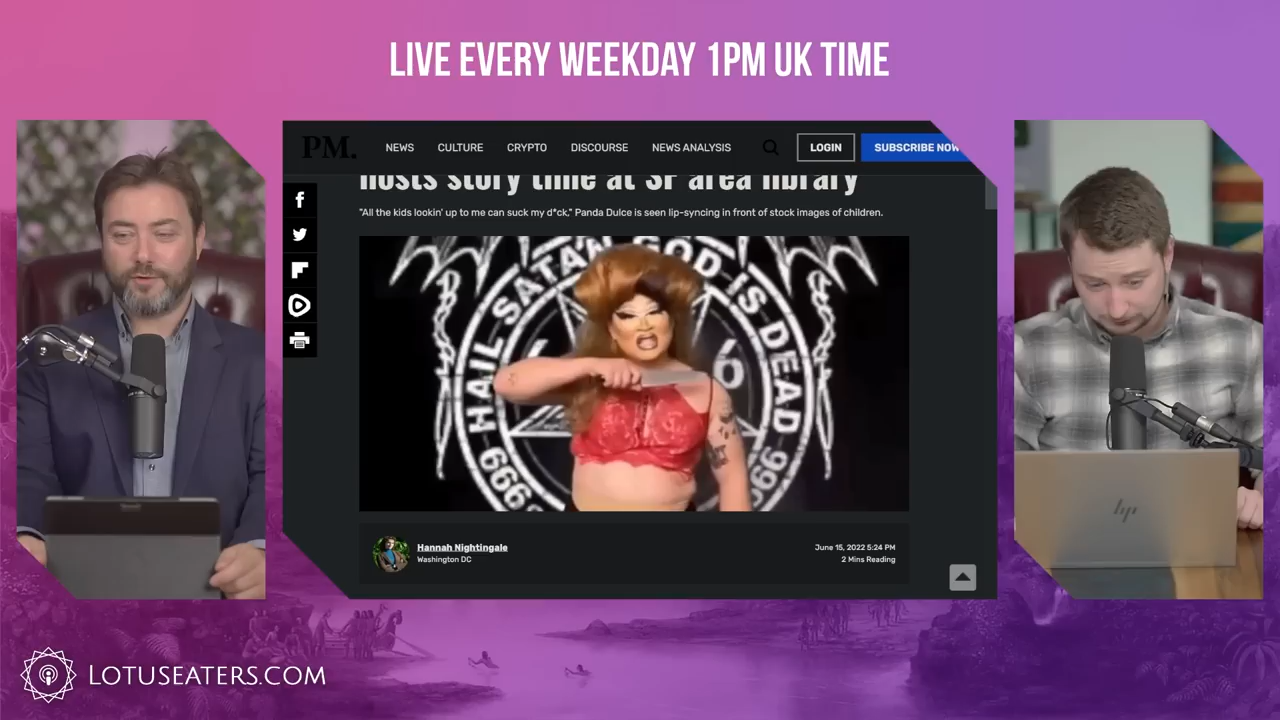 LIVE EVERY WEEKDAY 1PM UK TIME
PM.
NEWS
CULTURE
CRYPTO
DISCOURSE
NEWS ANALYSIS
LOGIN
SUBSCRIBE NOW
hosts story time at SF area library
"All the kids lookin' up to me can suck my d*ck," Panda Dulce is seen lip-syncing in front of stock images of children.
HAIL SATAN GOD IS DEAD
6
666
Hannah Nightingale
Washington DC
June 15, 2022 5:24 PM
2 Mins Reading
hp
LOTUSEATERS.COM